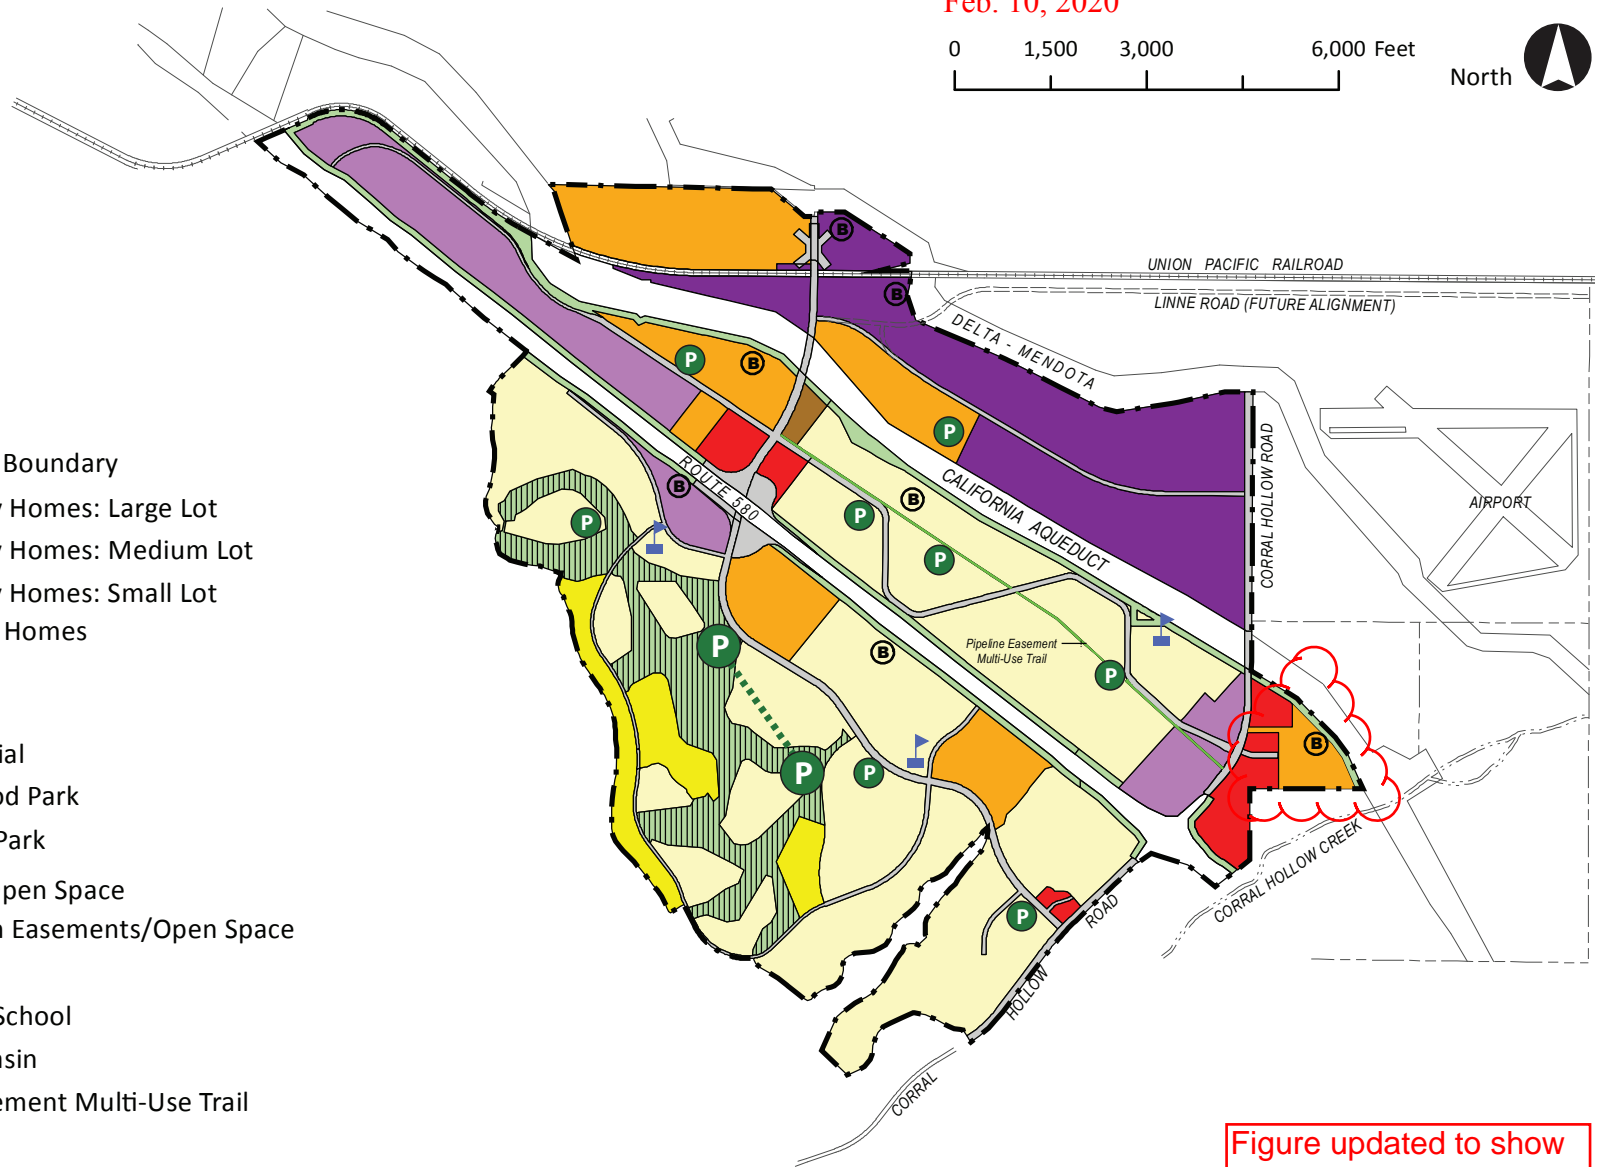 Feb. 10, 2020
0 1,500 3,000 6,000 Feet
North
UNION PACIFIC RAILROAD
LINNE ROAD (FUTURE ALIGNMENT)
DELTA - MENDOTA
B
B
P
B
P
CORRAL HOLLOW ROAD
AIRPORT
CALIFORNIA AQUEDUCT
ROUTE 580
B
B
P
P
P
Pipeline Easement
Multi-Use Trail
P
B
P
P
P
B
P
CORRAL HOLLOW CREEK
CORRAL
HOLLOW
ROAD
Boundary
Homes: Large Lot
Homes: Medium Lot
Homes: Small Lot
Homes
ial
od Park
Park
pen Space
Easements/Open Space
School
asin
ement Multi-Use Trail
Figure updated to show